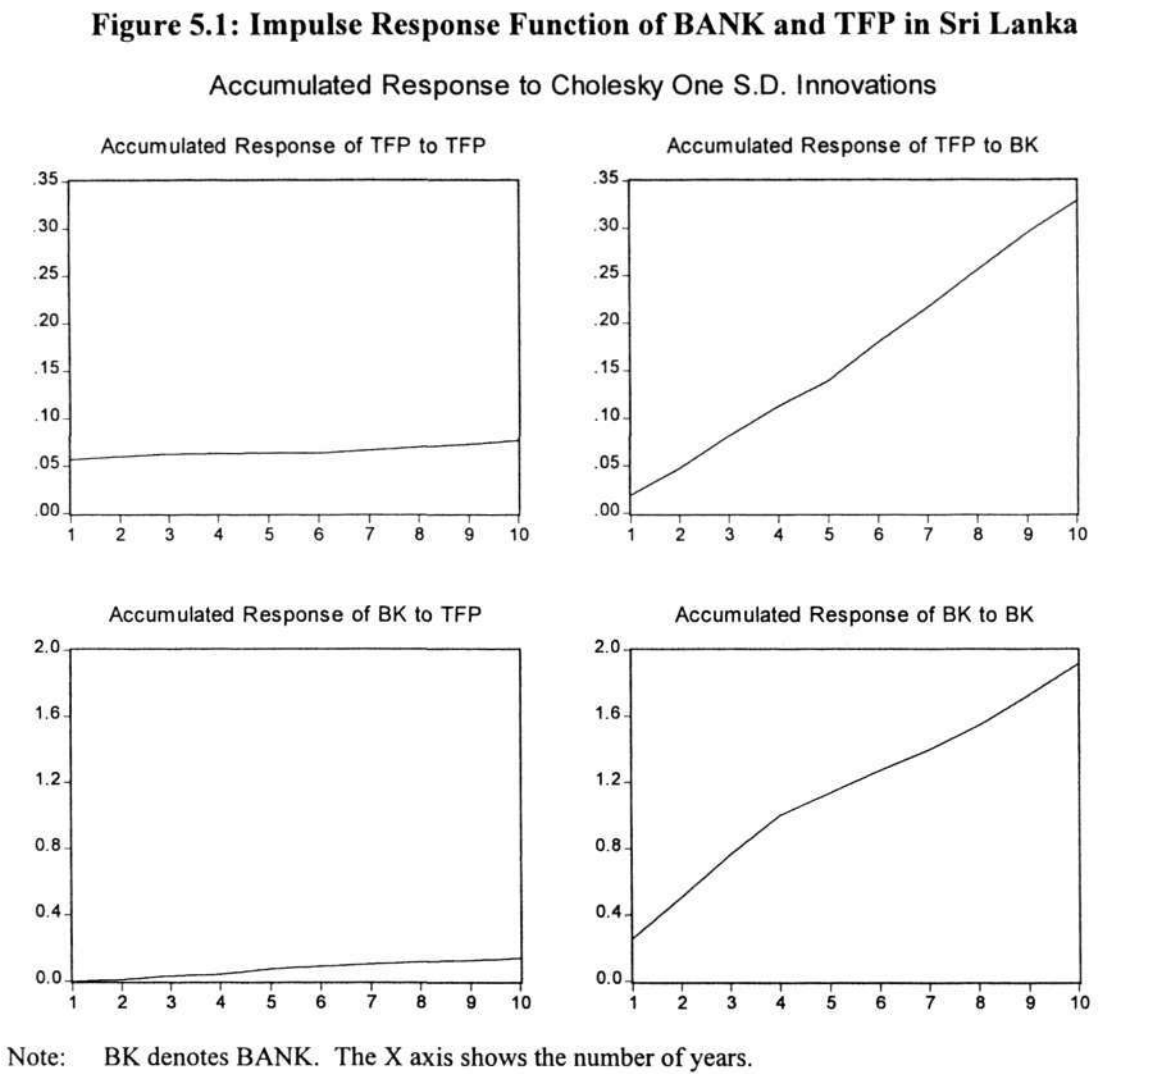 Figure 5.1: Impulse Response Function of BANK and TFP in Sri Lanka
Accumulated Response to Cholesky One S.D. Innovations
Accumulated Response of TFP to TFP
.35
.30
.25
.20
.15
.10
.05
.00
1 2 3 4 5 6 7 8 9 10
Accumulated Response of TFP to BK
.35
.30
.25
.20
.15
.10
.05
.00
1 2 3 4 5 6 7 8 9 10
Accumulated Response of BK to TFP
2.0
1.6
1.2
0.8
0.4
0.0
1 2 3 4 5 6 7 8 9 10
Accumulated Response of BK to BK
2.0
1.6
1.2
0.8
0.4
0.0
1 2 3 4 5 6 7 8 9 10
Note: BK denotes BANK. The X axis shows the number of years.